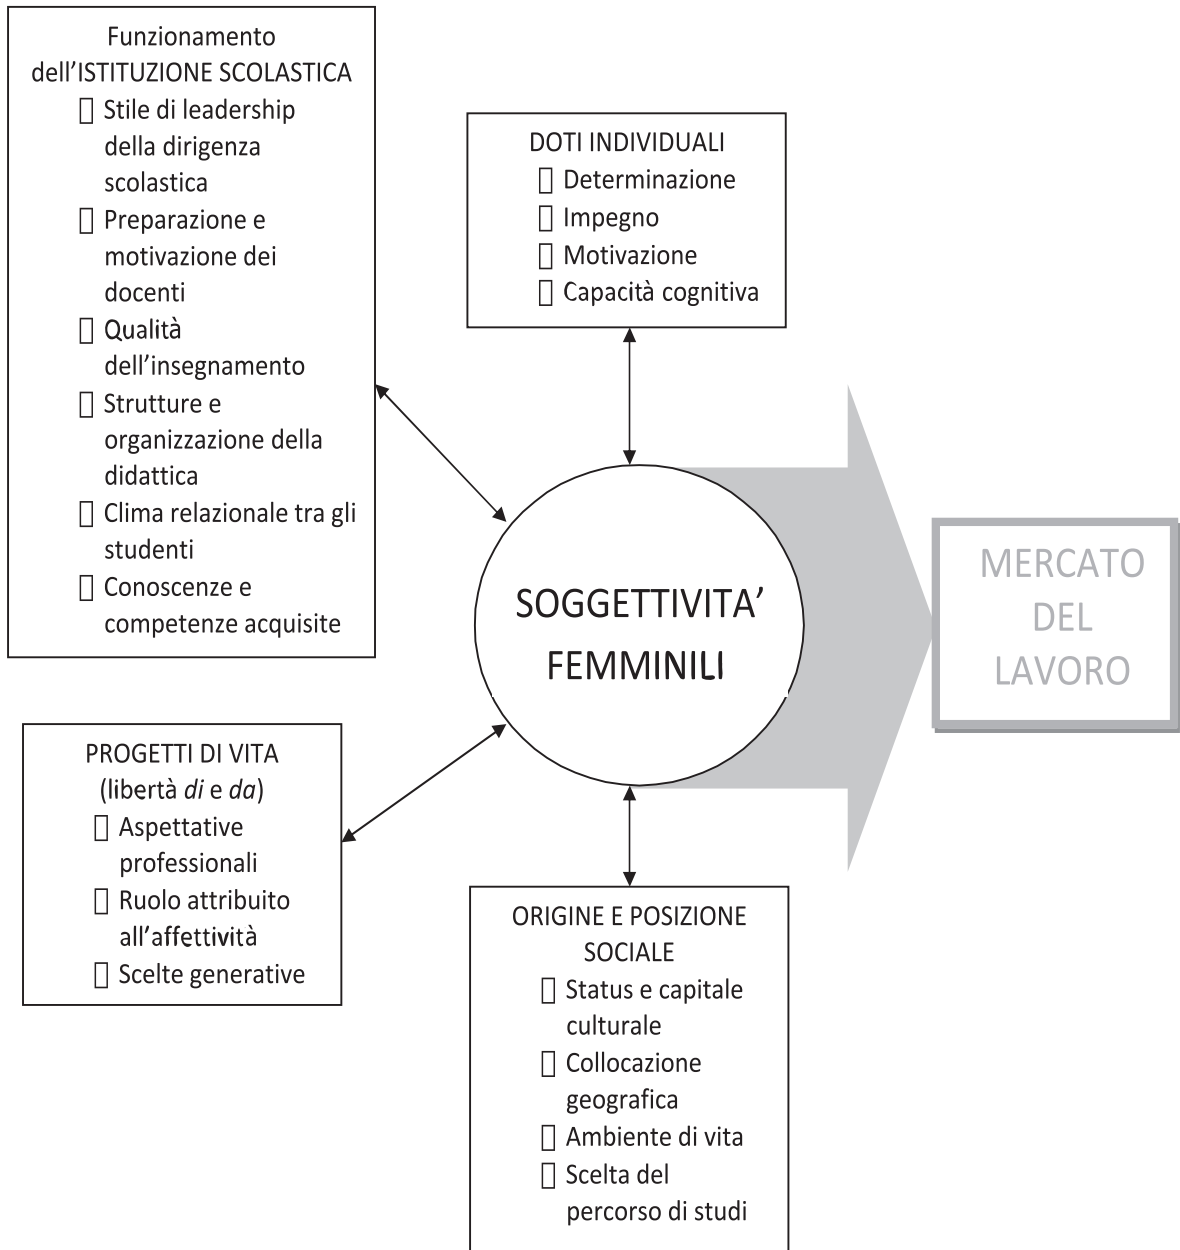 Funzionamento
dell’ISTITUZIONE SCOLASTICA
Stile di leadership
della dirigenza
scolastica
Preparazione e
motivazione dei
docenti
Qualità
dell’insegnamento
Strutture e
organizzazione della
didattica
Clima relazionale tra gli
studenti
Conoscenze e
competenze acquisite
DOTI INDIVIDUALI
Determinazione
Impegno
Motivazione
Capacità cognitiva
SOGGETTIVITA’
FEMMINILI
MERCATO
DEL
LAVORO
PROGETTI DI VITA
(libertà di e da)
Aspettative
professionali
Ruolo attribuito
all’affettività
Scelte generative
ORIGINE E POSIZIONE
SOCIALE
Status e capitale
culturale
Collocazione
geografica
Ambiente di vita
Scelta del
percorso di studi